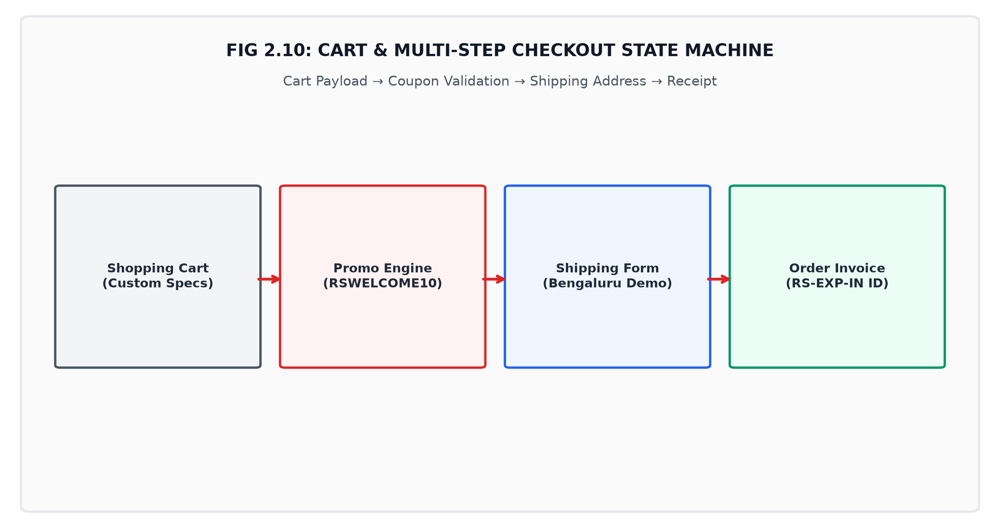 FIG 2.10: CART & MULTI-STEP CHECKOUT STATE MACHINE
Cart Payload → Coupon Validation → Shipping Address → Receipt
Shopping Cart
(Custom Specs)
Promo Engine
(RSWELCOME10)
Shipping Form
(Bengaluru Demo)
Order Invoice
(RS-EXP-IN ID)